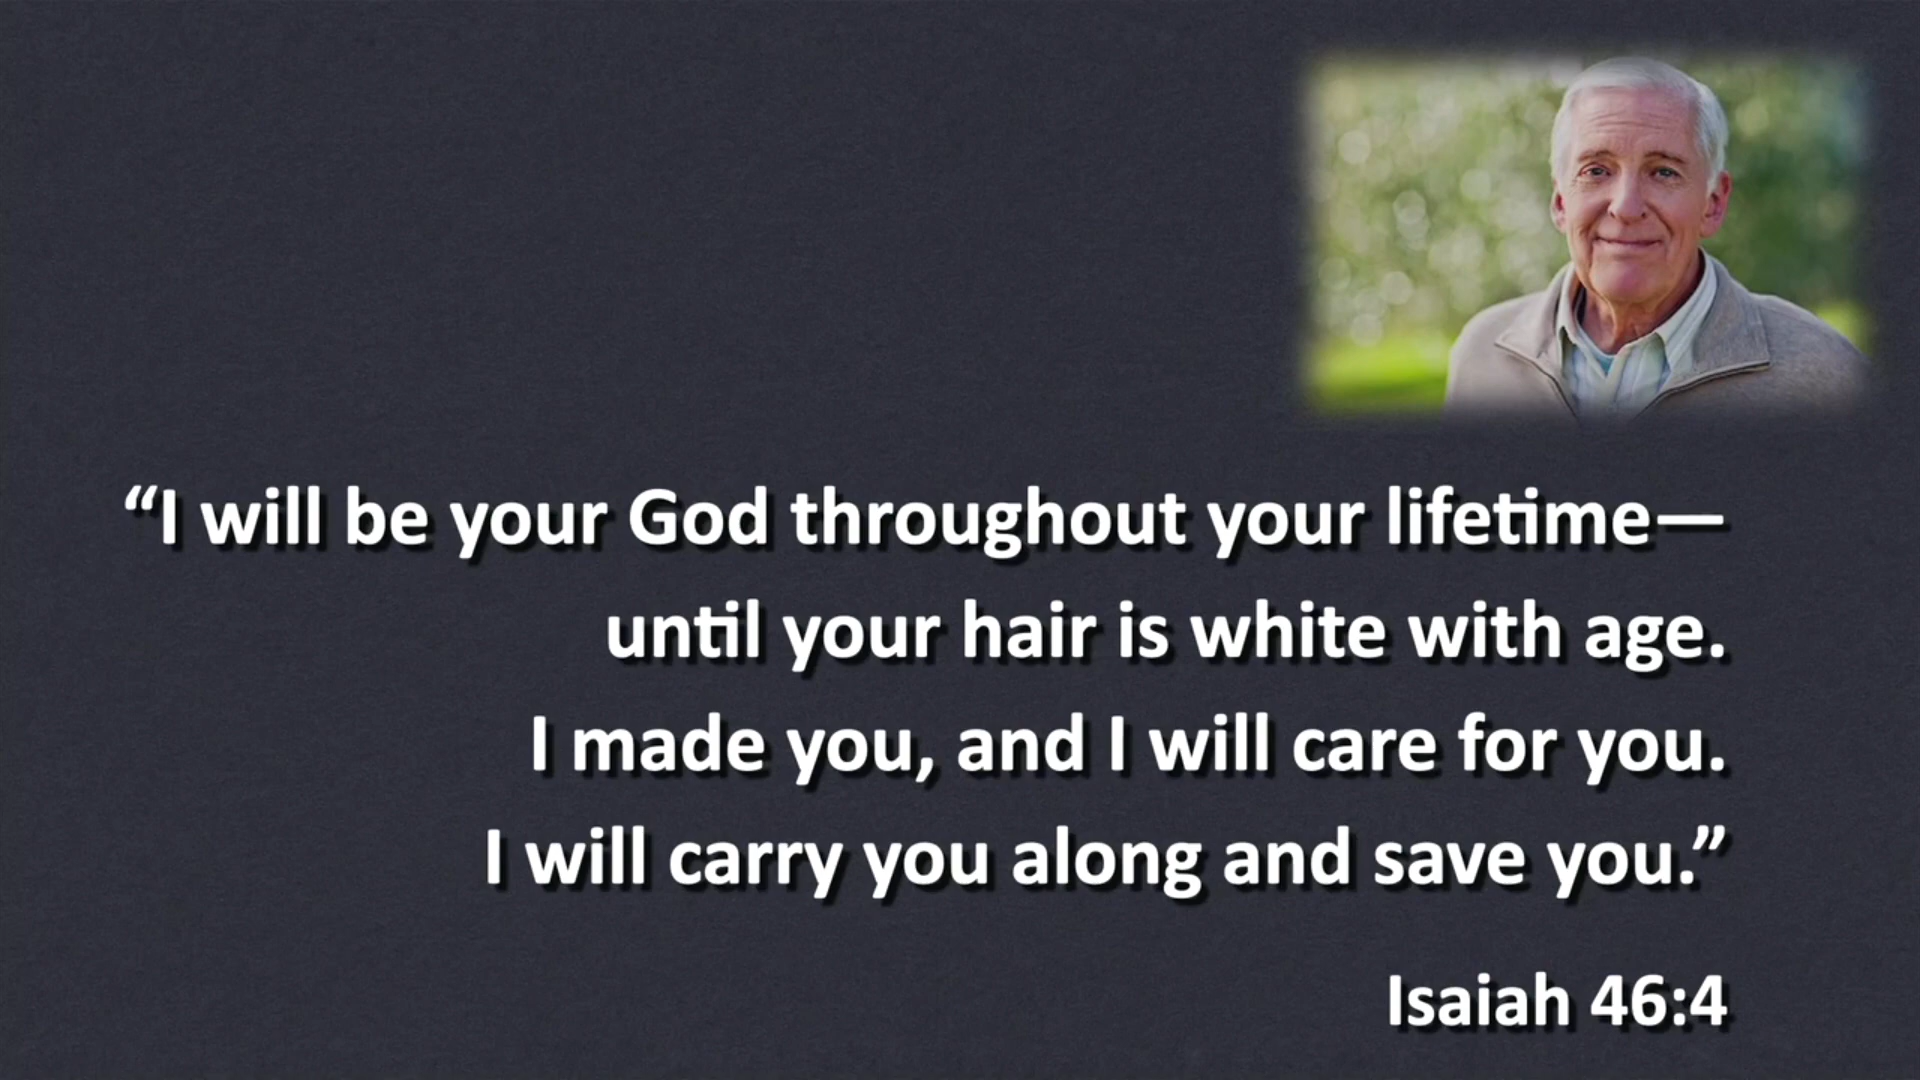 “I will be your God throughout your lifetime—
until your hair is white with age.
I made you, and I will care for you.
I will carry you along and save you.”
Isaiah 46:4